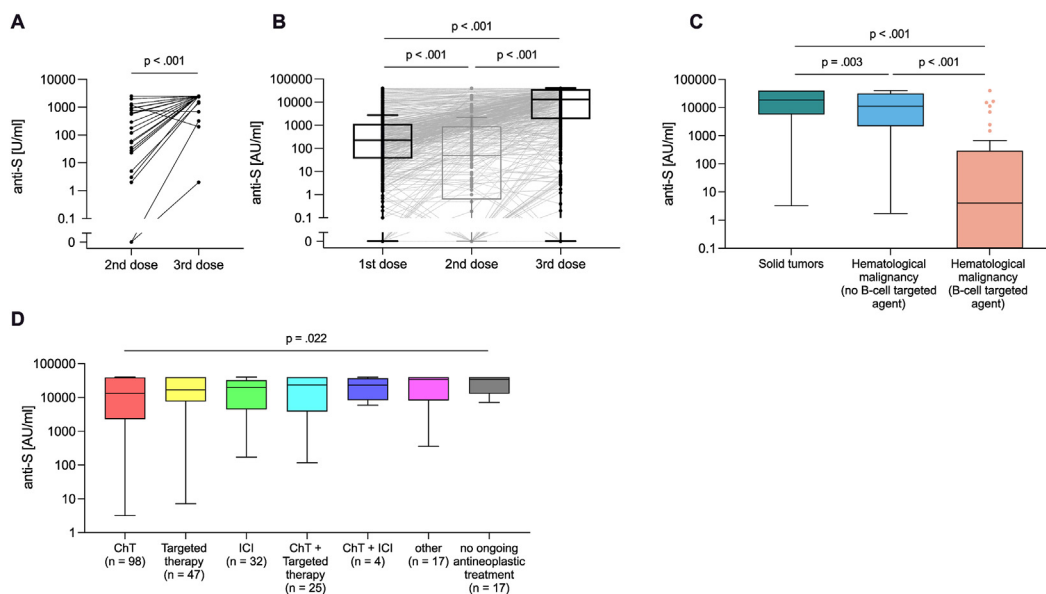 A
p < .001
anti-S [U/ml]
100000
10000
1000
100
10
1
0.1
0
2nd dose
3rd dose
B
p < .001
p < .001
p < .001
anti-S [AU/ml]
100000
10000
1000
100
10
1
0.1
0
1st dose
2nd dose
3rd dose
C
p < .001
p = .003
p < .001
anti-S [AU/ml]
100000
10000
1000
100
10
1
0.1
Solid tumors
Hematological
malignancy
(no B-cell targeted
agent)
Hematological
malignancy
(B-cell targeted
agent)
D
p = .022
anti-S [AU/ml]
100000
10000
1000
100
10
1
ChT
(n = 98)
Targeted
therapy
(n = 47)
ICI
(n = 32)
ChT +
Targeted
therapy
(n = 25)
ChT + ICI
(n = 4)
other
(n = 17)
no ongoing
antineoplastic
treatment
(n = 17)